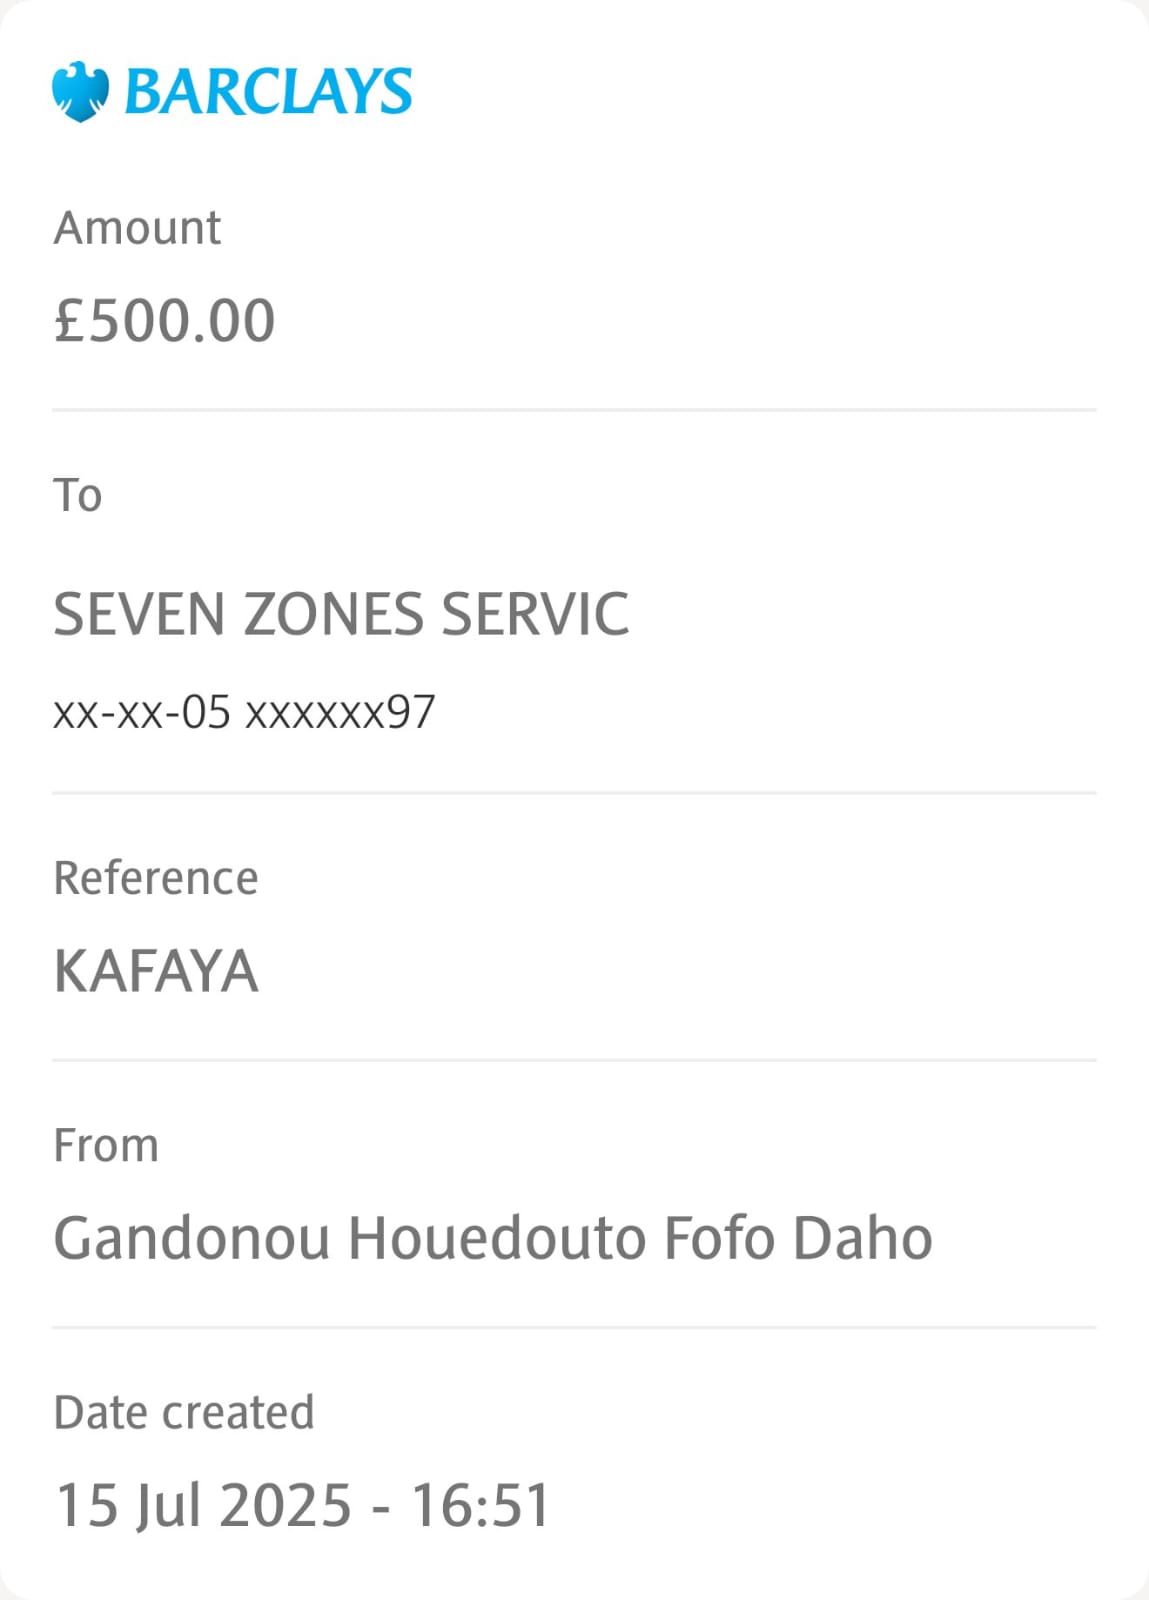 BARCLAYS
Amount
£500.00
To
SEVEN ZONES SERVIC
xx-xx-05 xxxxxx97
Reference
KAFAYA
From
Gandonou Houedouto Fofo Daho
Date created
15 Jul 2025 - 16:51